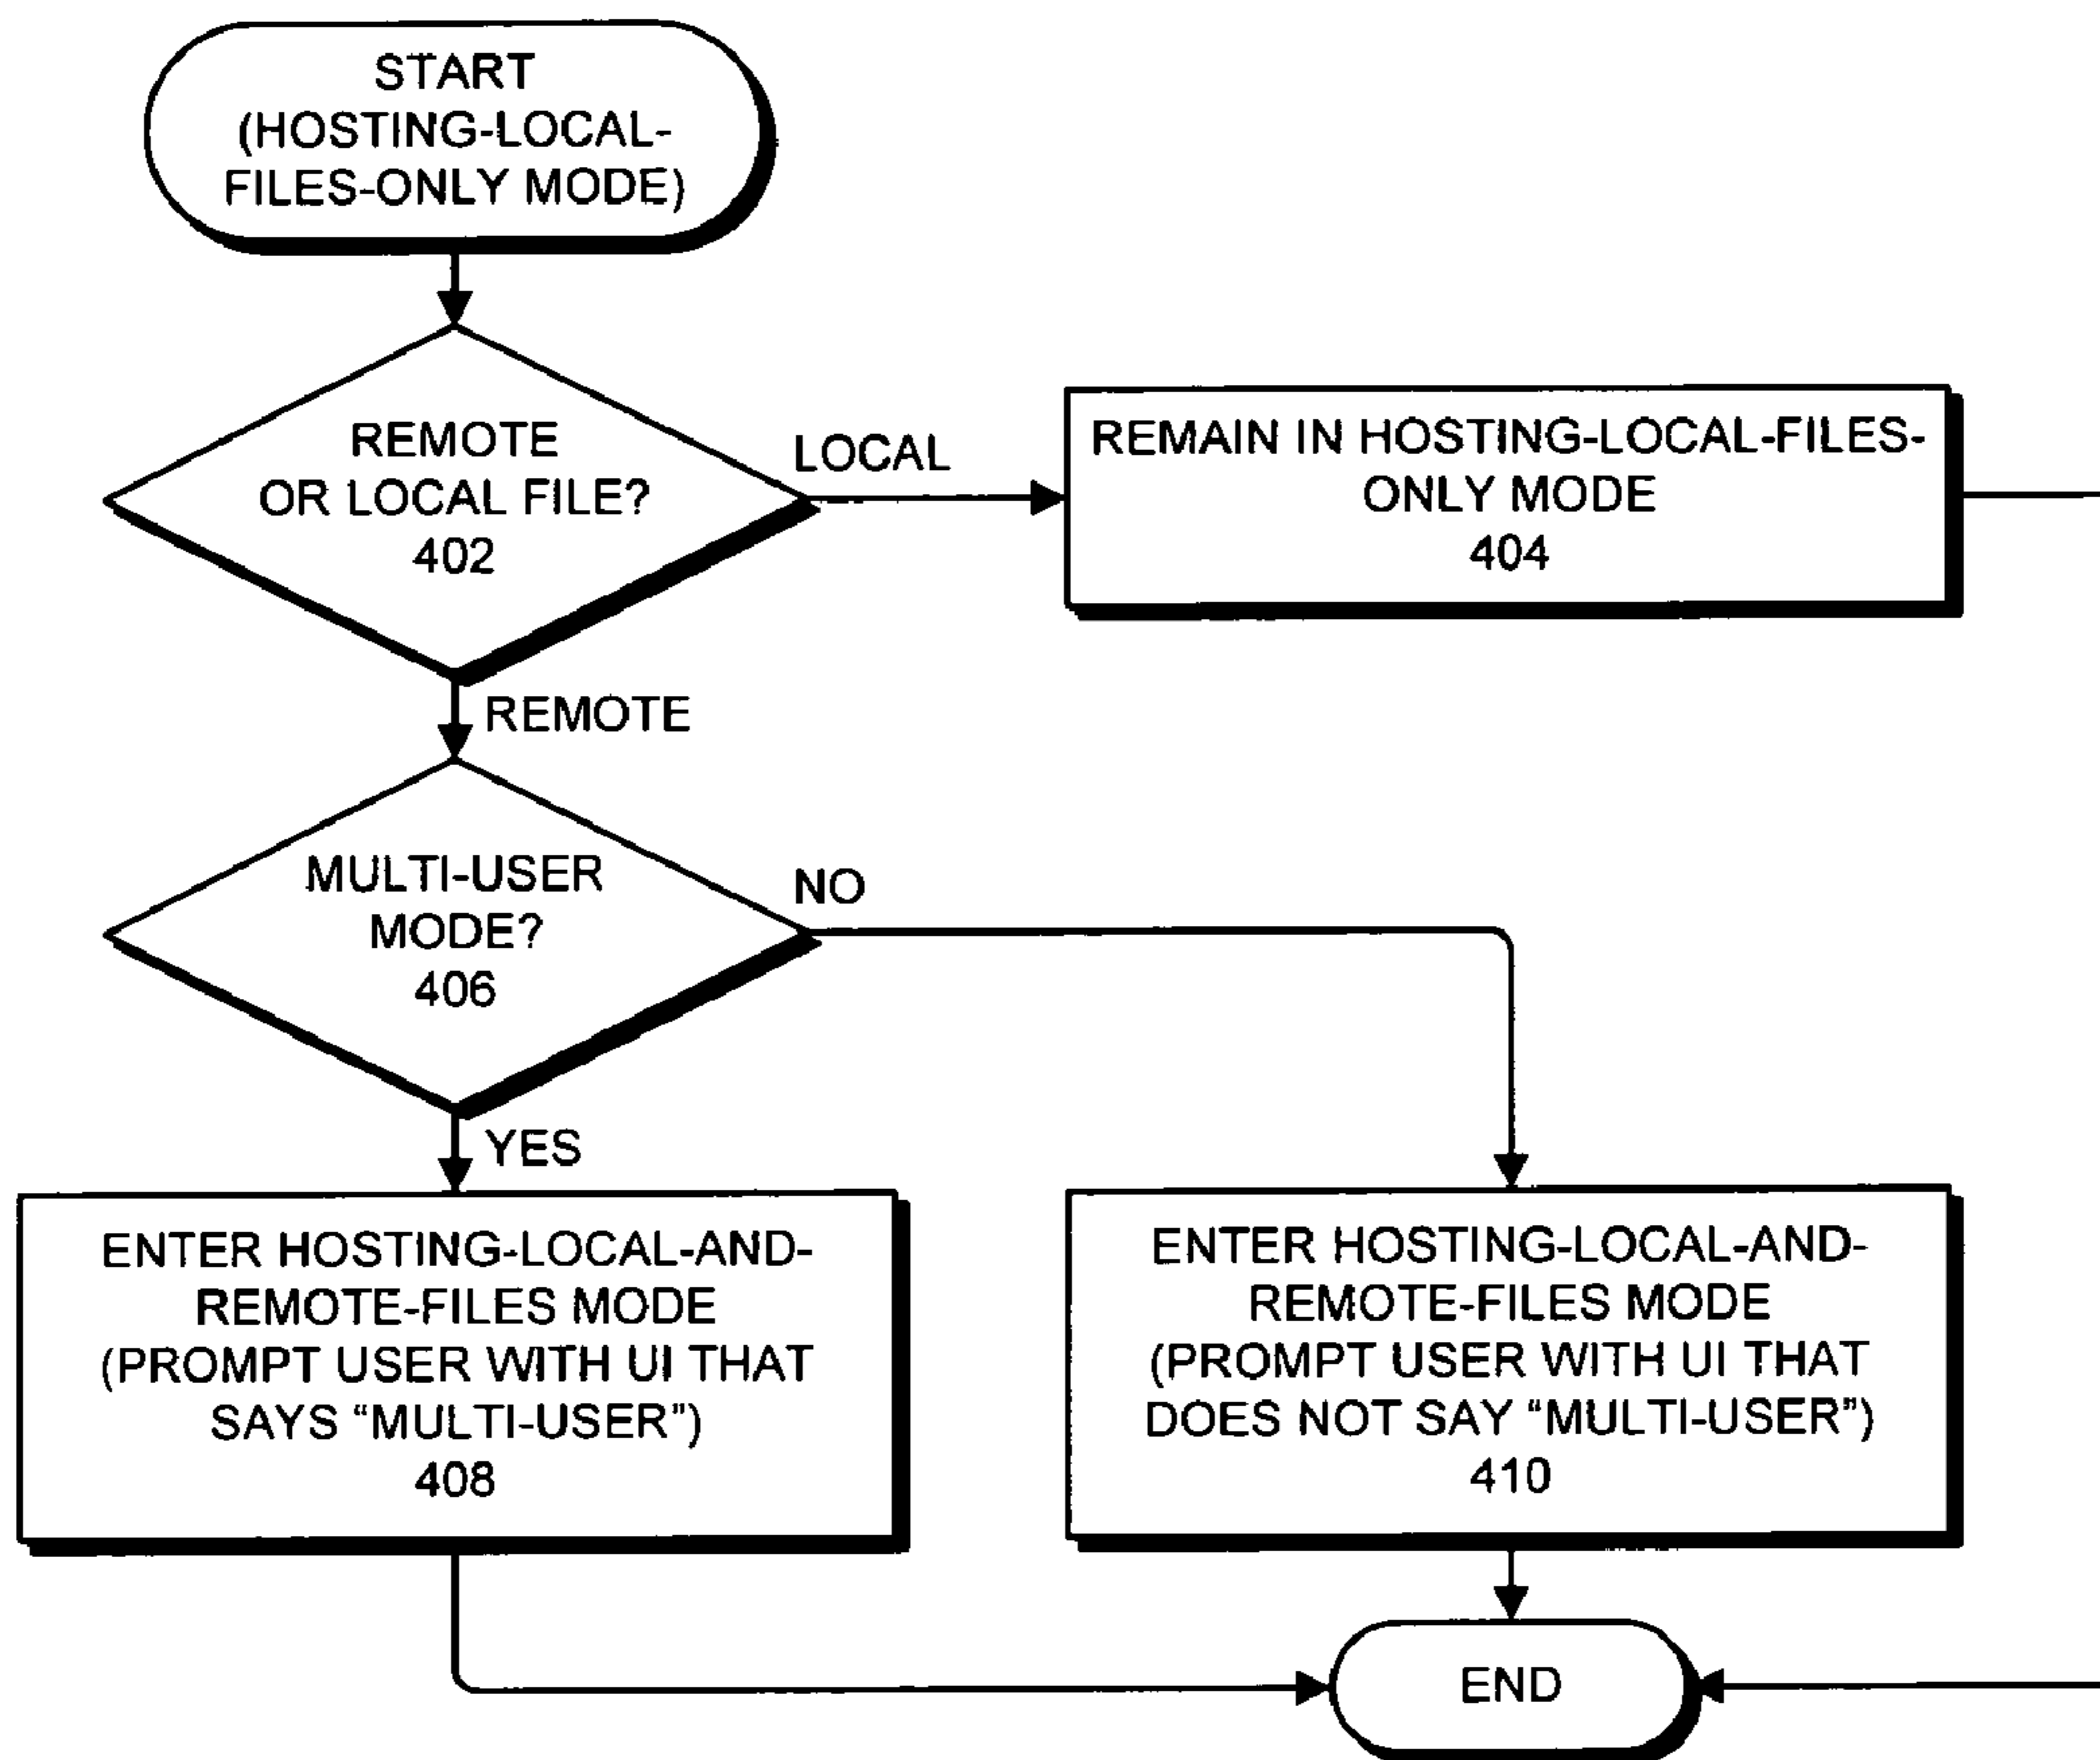 START
(HOSTING-LOCAL-
FILES-ONLY MODE)
REMOTE
OR LOCAL FILE?
402
LOCAL
REMAIN IN HOSTING-LOCAL-FILES-
ONLY MODE
404
REMOTE
MULTI-USER
MODE?
406
NO
YES
ENTER HOSTING-LOCAL-AND-
REMOTE-FILES MODE
(PROMPT USER WITH UI THAT
SAYS “MULTI-USER”)
408
ENTER HOSTING-LOCAL-AND-
REMOTE-FILES MODE
(PROMPT USER WITH UI THAT
DOES NOT SAY “MULTI-USER”)
410
END